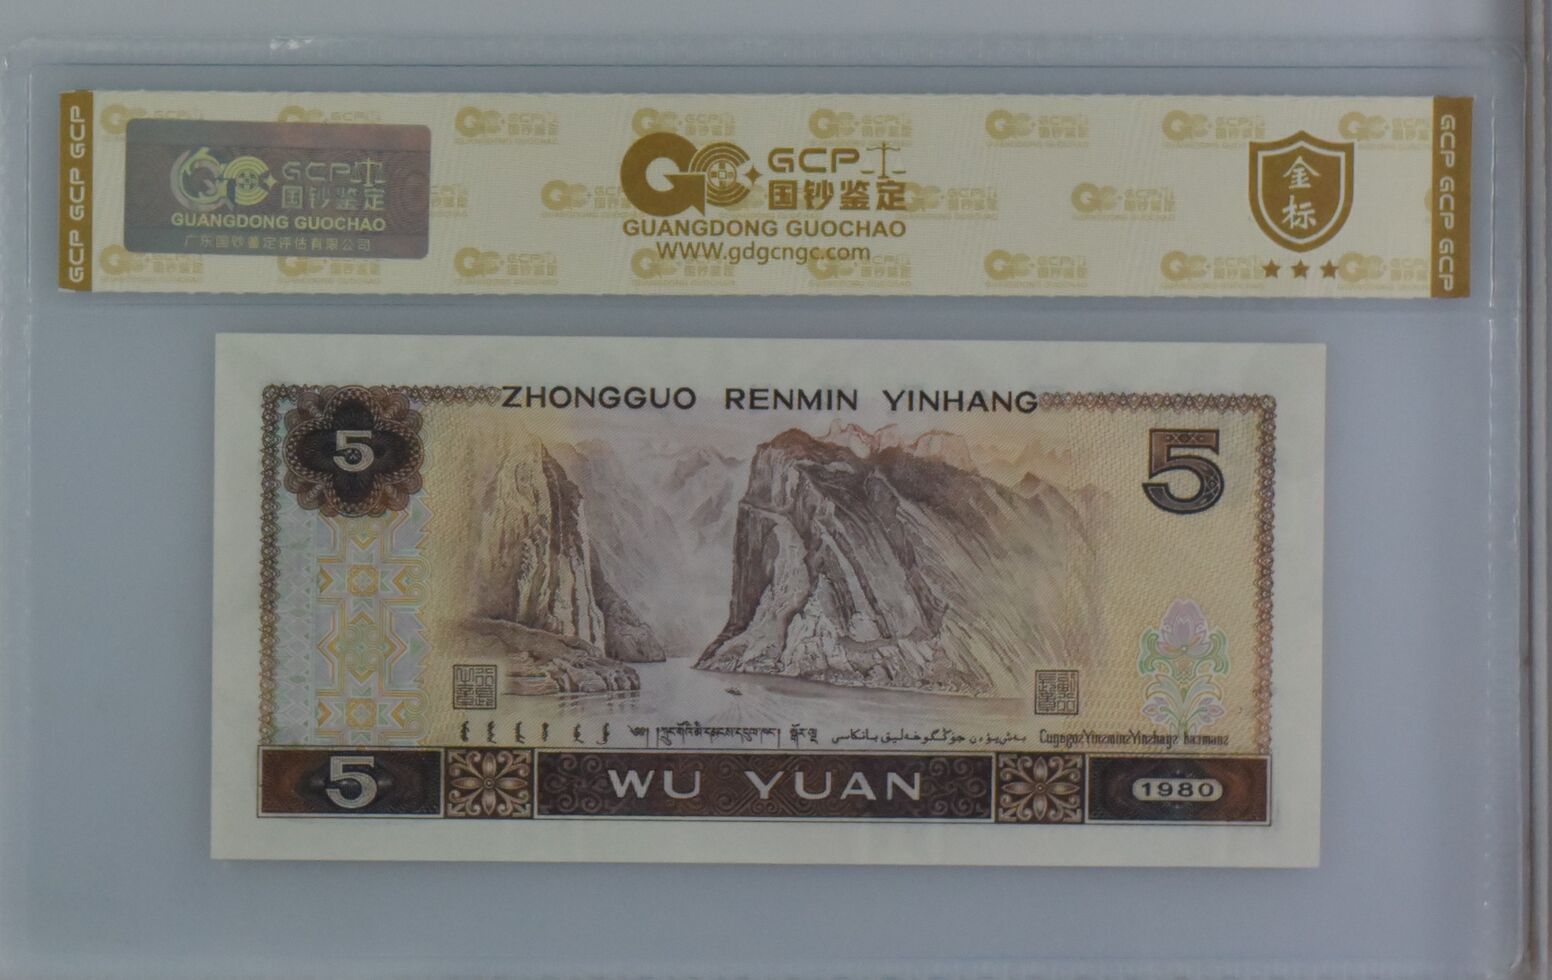 GCP GCP GCP
GCP
国钞鉴定
GUANGDONG GUOCHAO
广东国钞鉴定评估有限公司
GCP
国钞鉴定
GUANGDONG GUOCHAO
WWW.gdgcngc.com
金标
GCP GCP GCP
ZHONGGUO RENMIN YINHANG
5
5
5
WU YUAN
1980